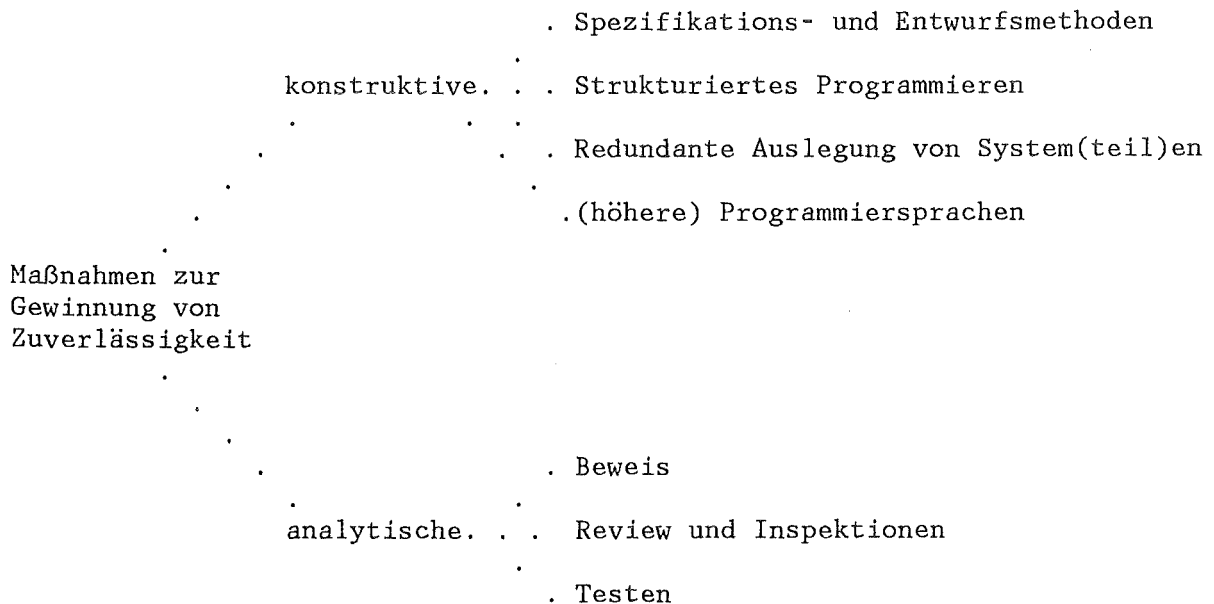 Spezifikations- und Entwurfsmethoden
konstruktive. . . Strukturiertes Programmieren
Redundante Auslegung von System(teil)en
(höhere) Programmiersprachen
Maßnahmen zur
Gewinnung von
Zuverlässigkeit
Beweis
analytische. . . Review und Inspektionen
Testen